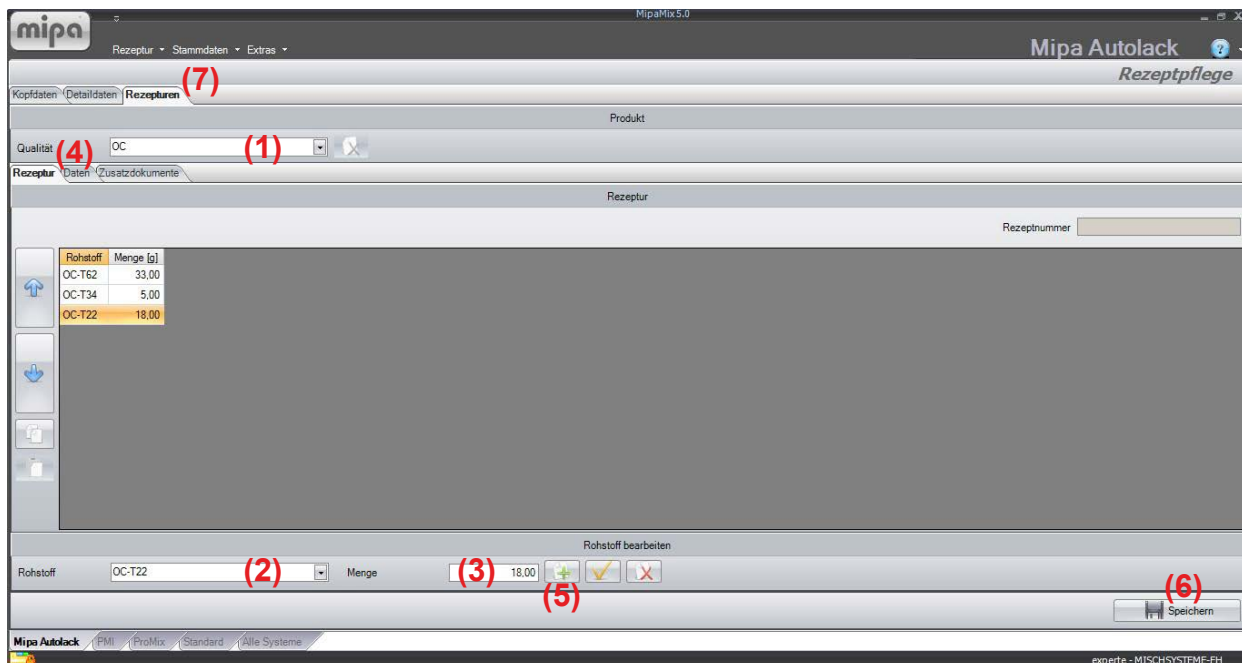 MipaMix5.0
mipa
Rezeptur Stammdaten Extras
Mipa Autolack
Rezeptpflege
(7)
Kopfdaten Detaildaten Rezepturen
Produkt
Qualität (4) OC (1)
Rezeptur Daten Zusatzdokumente
Rezeptur
Rezeptnummer
Rohstoff Menge [g]
OC-T62 33,00
OC-T34 5,00
OC-T22 18,00
Rohstoff bearbeiten
Rohstoff OC-T22 (2) Menge (3) 18,00
(5)
(6)
Speichern
Mipa Autolack PMI ProMix Standard Alle Systeme
experte - MISCHSYSTEME-FH